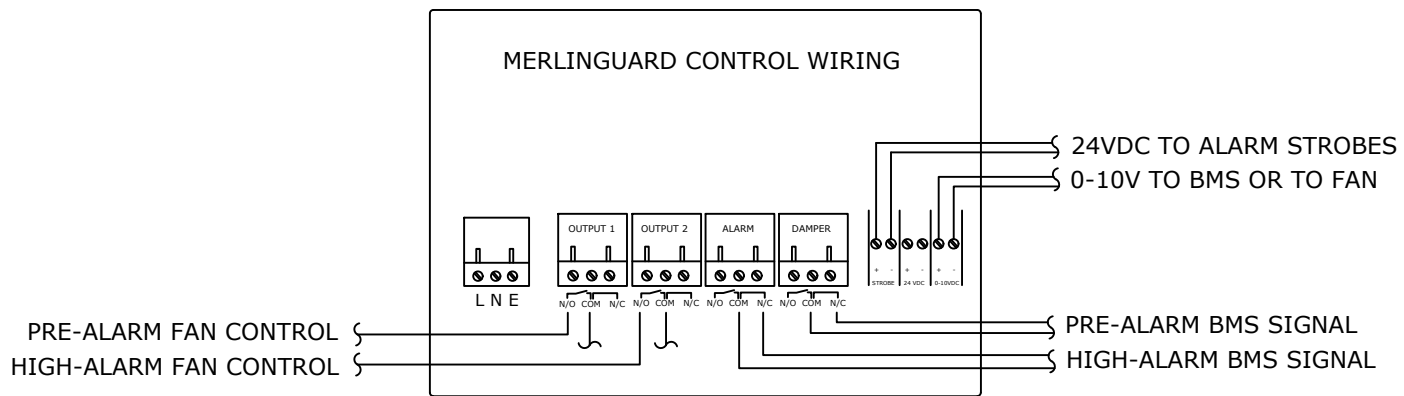 MERLINGUARD CONTROL WIRING
24VDC TO ALARM STROBES
0-10V TO BMS OR TO FAN
OUTPUT 1 OUTPUT 2 ALARM DAMPER
+ - + - + -
STROBE 24 VDC 0-10VDC
L N E
N/O COM N/C N/O COM N/C N/O COM N/C N/O COM N/C
PRE-ALARM FAN CONTROL
HIGH-ALARM FAN CONTROL
PRE-ALARM BMS SIGNAL
HIGH-ALARM BMS SIGNAL